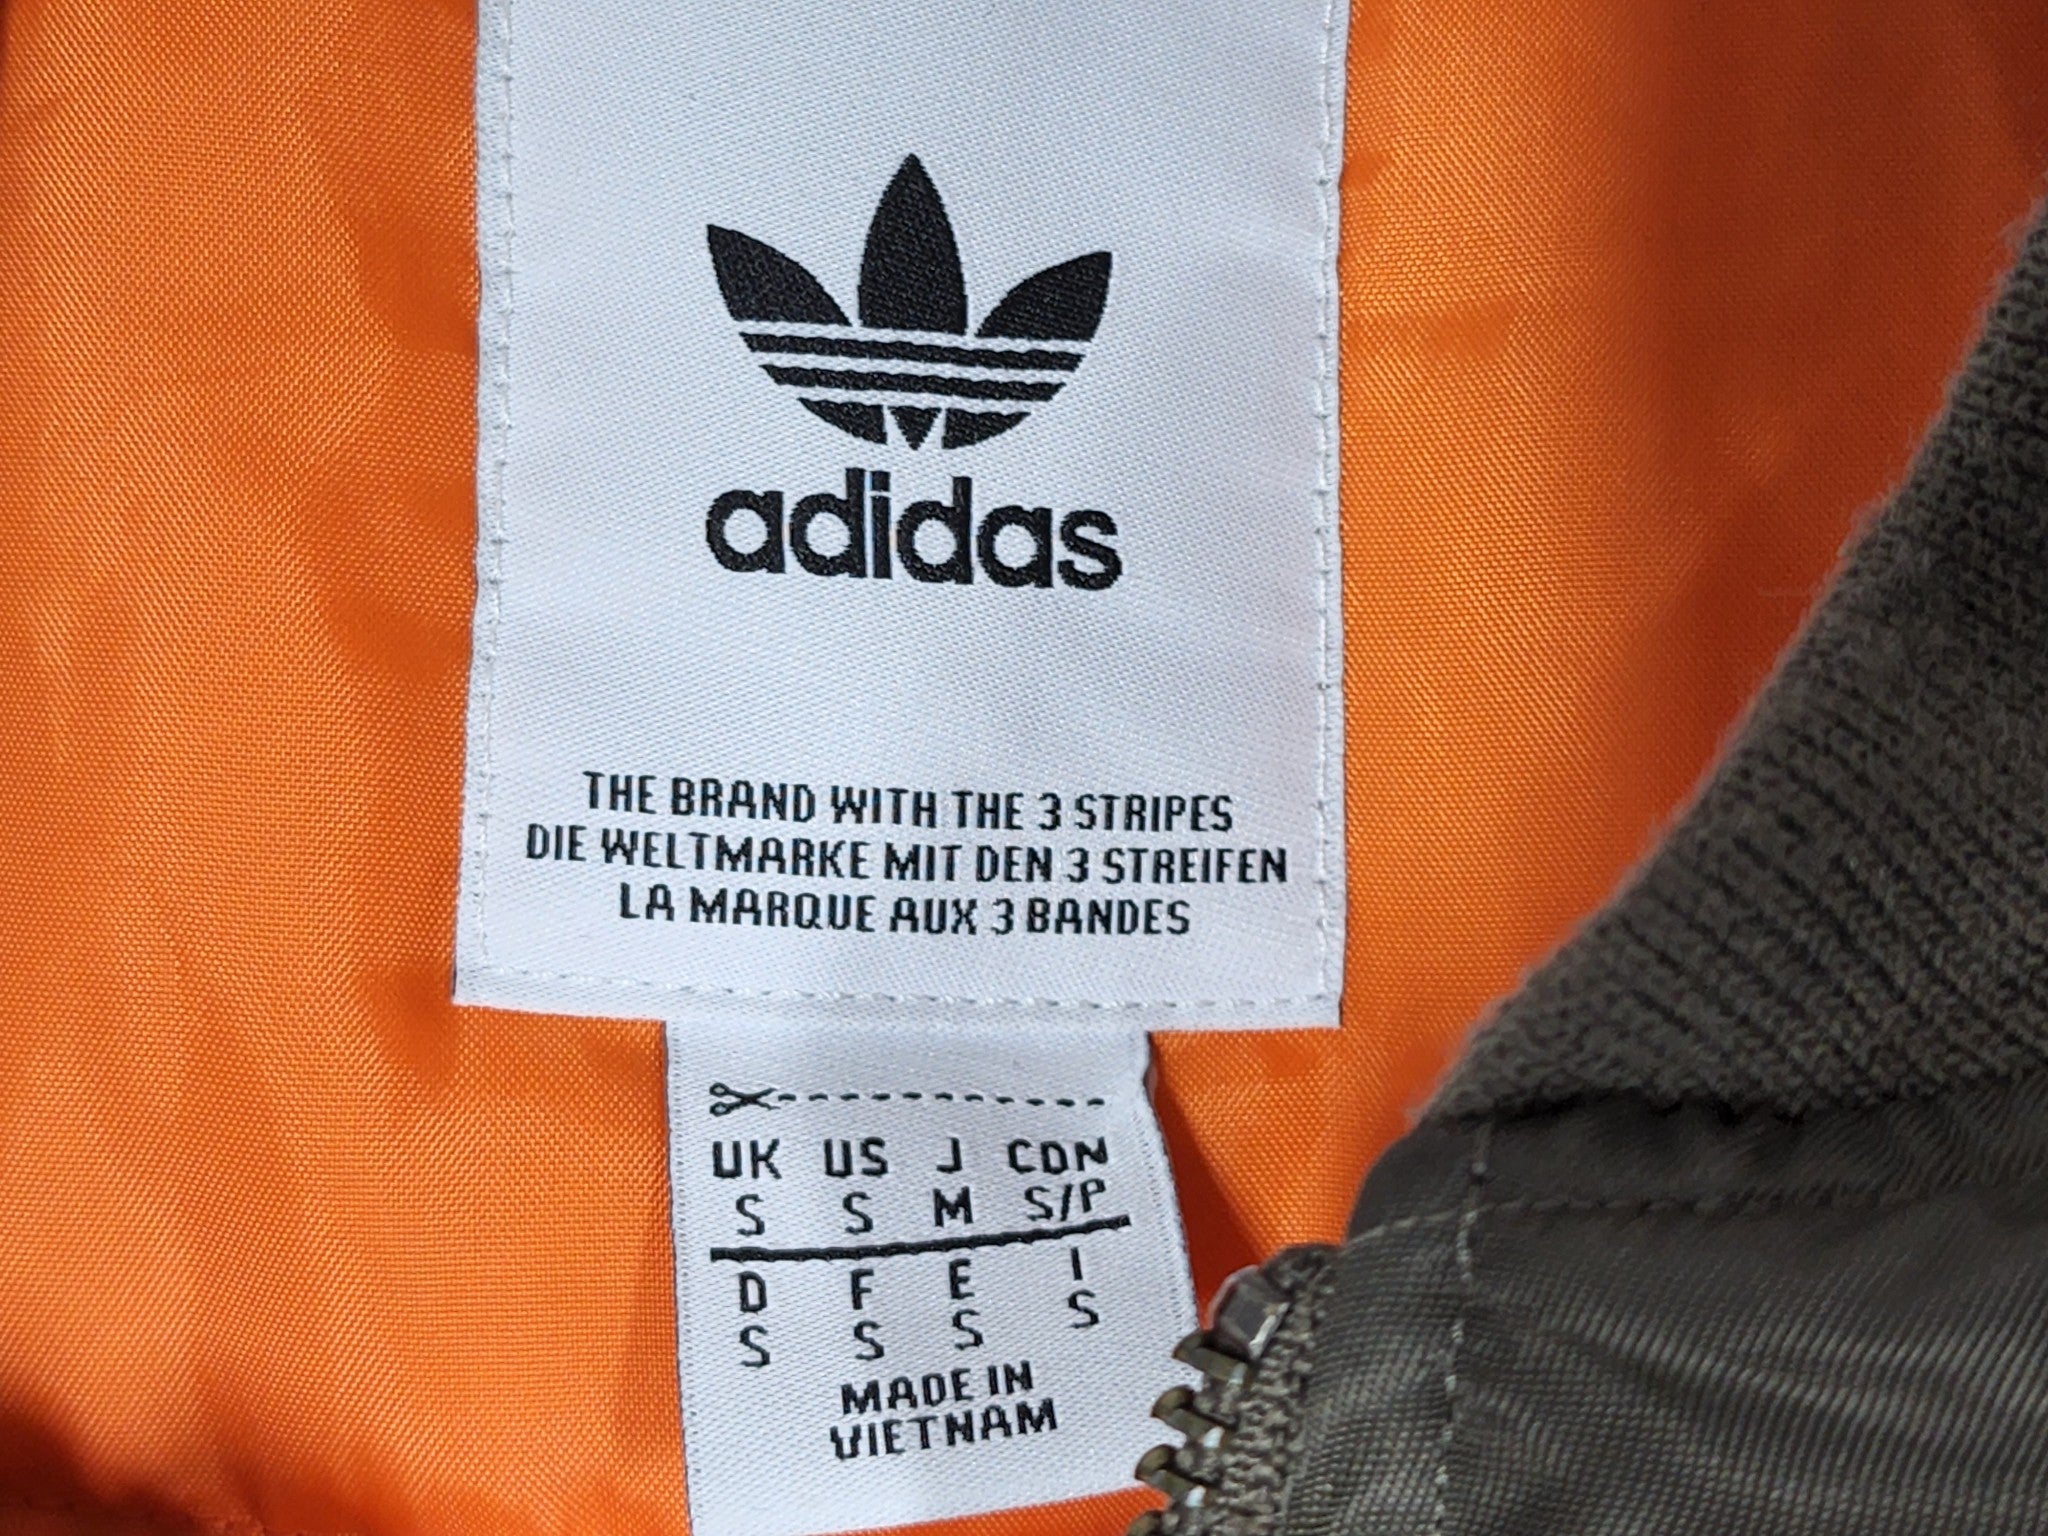 adidas
THE BRAND WITH THE 3 STRIPES
DIE WELTMARKE MIT DEN 3 STREIFEN
LA MARQUE AUX 3 BANDES
UK US J CDN
S S M S/P
D F E I
S S S S
MADE IN
VIETNAM